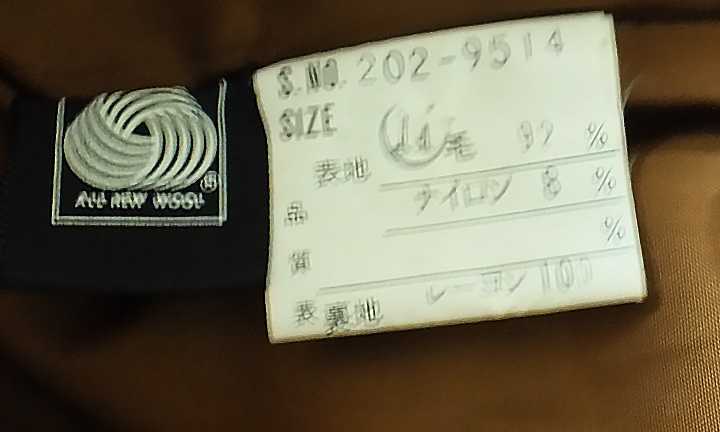 ALL NEW WOOL
S.NO. 202-9514
SIZE 11
表地 毛 92 %
ナイロン 8 %
%
品質表
裏地 レーヨン 100